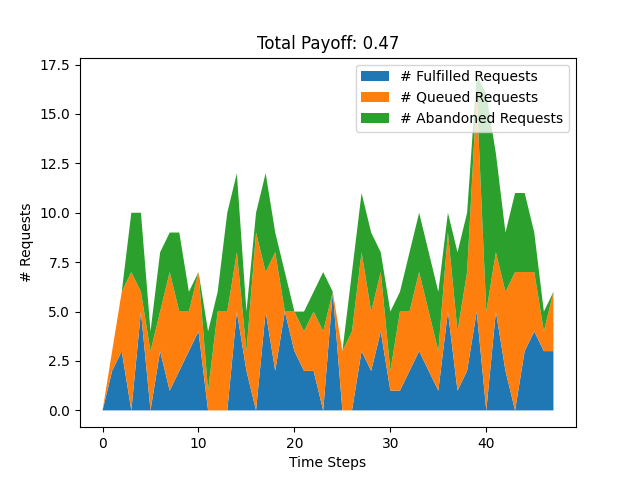 Total Payoff: 0.47
# Fulfilled Requests
# Queued Requests
# Abandoned Requests
# Requests
17.5
15.0
12.5
10.0
7.5
5.0
2.5
0.0
0 10 20 30 40
Time Steps